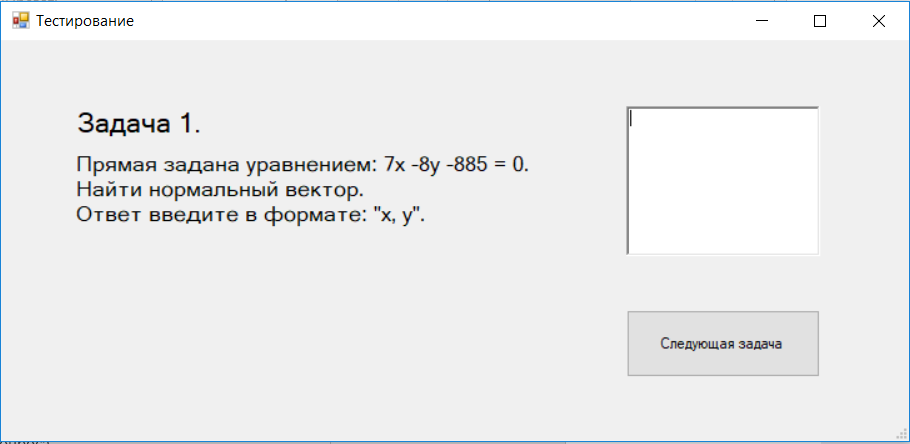 Тестирование
Задача 1.
Прямая задана уравнением: 7x -8y -885 = 0.
Найти нормальный вектор.
Ответ введите в формате: "x, y".
Следующая задача